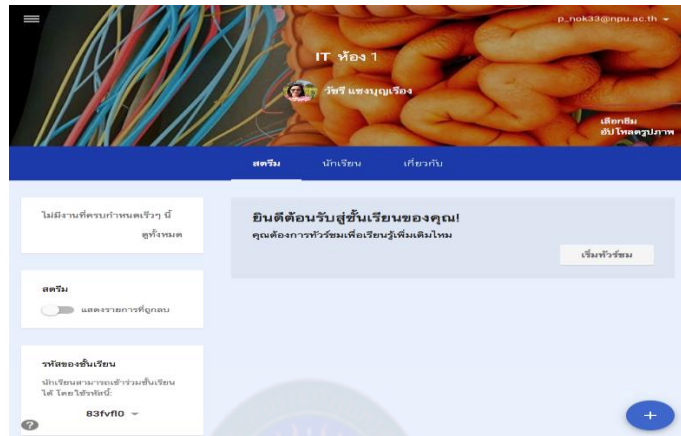 p_nok33@npu.ac.th
IT ห้อง 1
วัชรี แซงบุญเรือง
เลือกธีม
อัปโหลดรูปภาพ
สตรีม นักเรียน เกี่ยวกับ
ไม่มีงานที่ครบกำหนดเร็วๆ นี้
ดูทั้งหมด
ยินดีต้อนรับสู่ชั้นเรียนของคุณ!
คุณต้องการทัวร์ชมเพื่อเรียนรู้เพิ่มเติมไหม
เริ่มทัวร์ชม
สตรีม
แสดงรายการที่ถูกลบ
รหัสของชั้นเรียน
นักเรียนสามารถเข้าร่วมชั้นเรียน
ได้ โดยใช้รหัสนี้:
83fvfl0